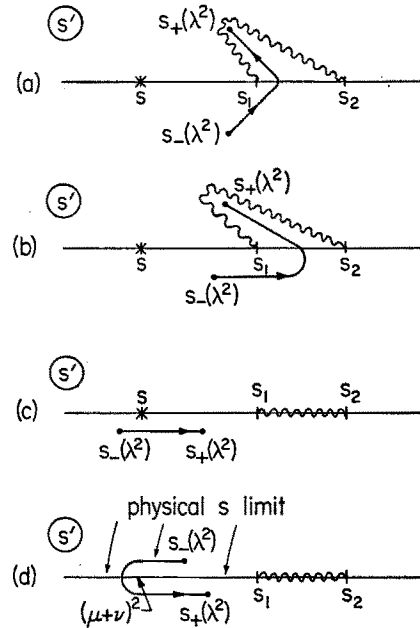 s'
s₊(λ²)
(a)
s
s₁
s₂
s₋(λ²)
s'
s₊(λ²)
(b)
s
s₁
s₂
s₋(λ²)
s'
s
s₁
s₂
(c)
s₋(λ²)
s₊(λ²)
s'
physical s limit
s₋(λ²)
(d)
s₁
s₂
(μ+ν)²
s₊(λ²)